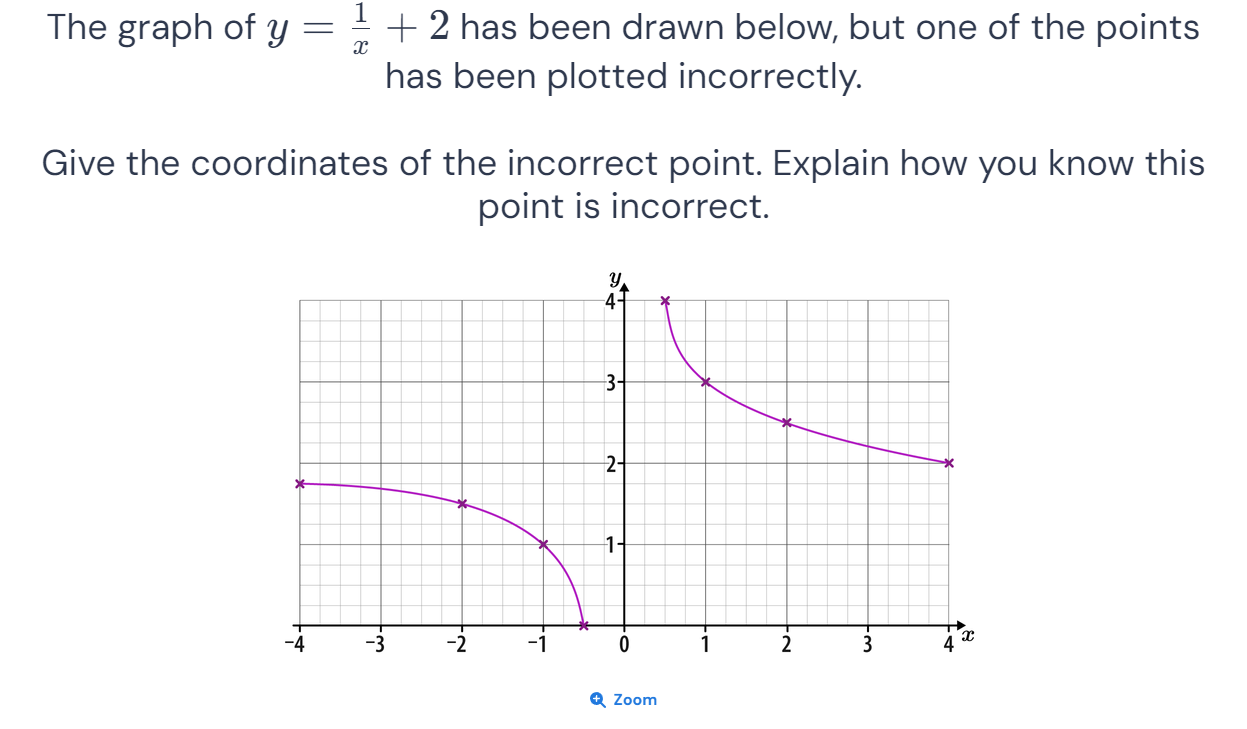 The graph of y = 1/x + 2 has been drawn below, but one of the points
has been plotted incorrectly.
Give the coordinates of the incorrect point. Explain how you know this
point is incorrect.
y
4
3
2
1
−4 −3 −2 −1 0 1 2 3 4 x
Zoom